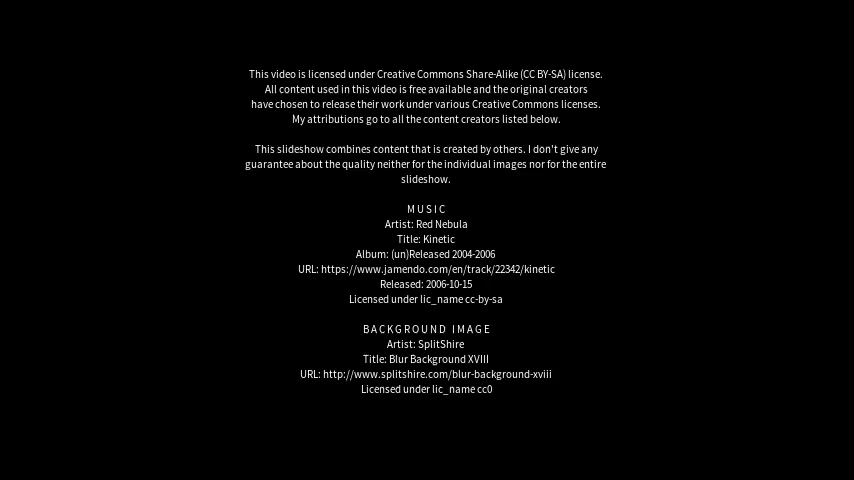 This video is licensed under Creative Commons Share-Alike (CC BY-SA) license.
All content used in this video is free available and the original creators
have chosen to release their work under various Creative Commons licenses.
My attributions go to all the content creators listed below.
This slideshow combines content that is created by others. I don't give any
guarantee about the quality neither for the individual images nor for the entire
slideshow.
MUSIC
Artist: Red Nebula
Title: Kinetic
Album: (un)Released 2004-2006
URL: https://www.jamendo.com/en/track/22342/kinetic
Released: 2006-10-15
Licensed under lic_name cc-by-sa
BACKGROUND IMAGE
Artist: SplitShire
Title: Blur Background XVIII
URL: http://www.splitshire.com/blur-background-xviii
Licensed under lic_name cc0